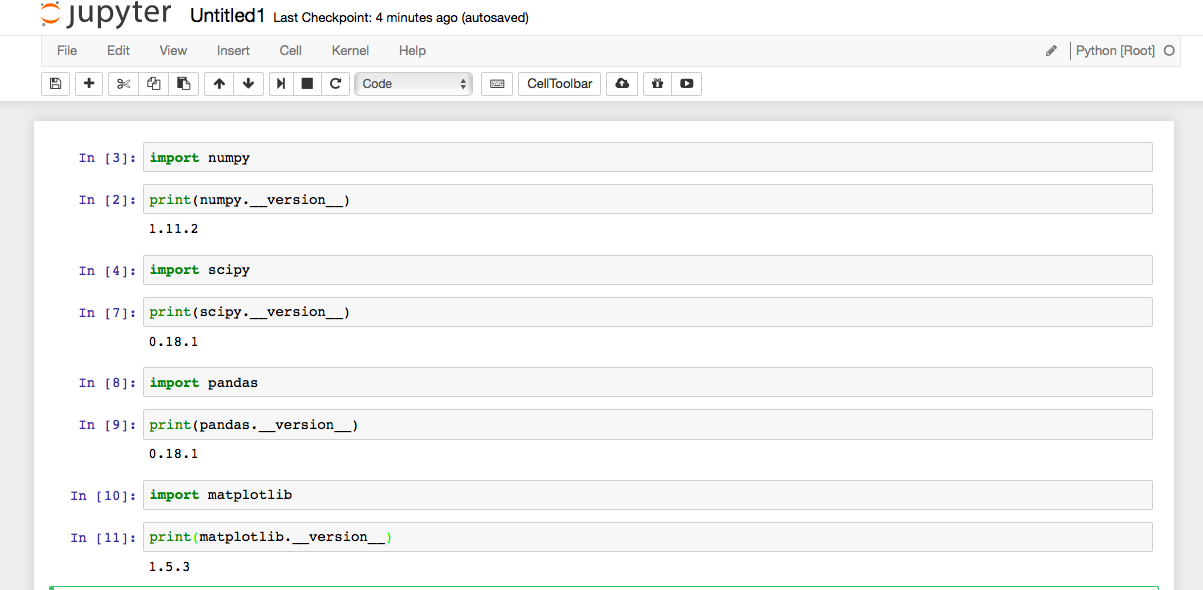 jupyter Untitled1 Last Checkpoint: 4 minutes ago (autosaved)
File Edit View Insert Cell Kernel Help Python [Root]
Code CellToolbar
In [3]: import numpy
In [2]: print(numpy.__version__)
1.11.2
In [4]: import scipy
In [7]: print(scipy.__version__)
0.18.1
In [8]: import pandas
In [9]: print(pandas.__version__)
0.18.1
In [10]: import matplotlib
In [11]: print(matplotlib.__version__)
1.5.3